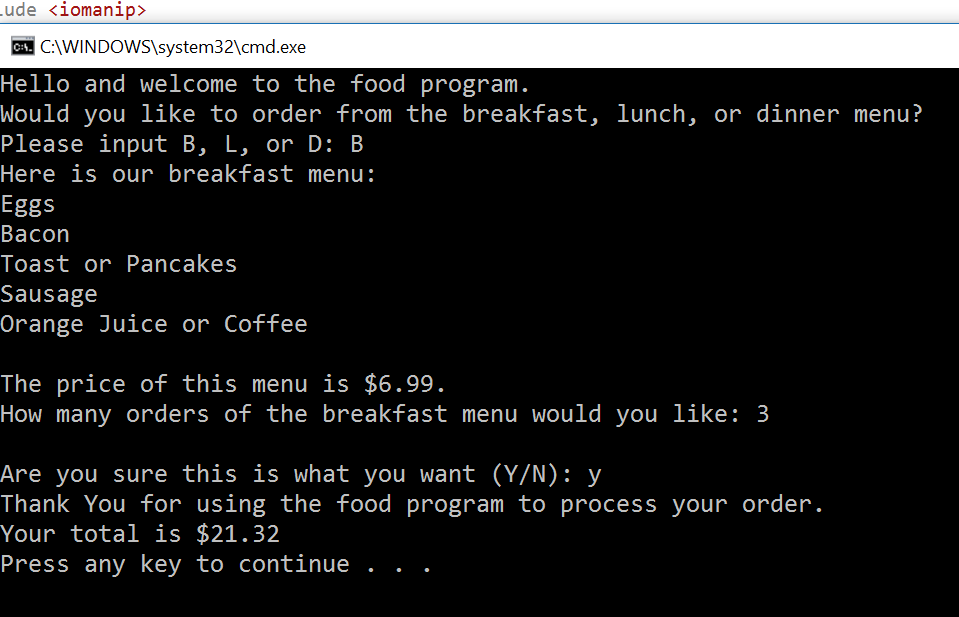 lude <iomanip>
C:\WINDOWS\system32\cmd.exe
Hello and welcome to the food program.
Would you like to order from the breakfast, lunch, or dinner menu?
Please input B, L, or D: B
Here is our breakfast menu:
Eggs
Bacon
Toast or Pancakes
Sausage
Orange Juice or Coffee
The price of this menu is $6.99.
How many orders of the breakfast menu would you like: 3
Are you sure this is what you want (Y/N): y
Thank You for using the food program to process your order.
Your total is $21.32
Press any key to continue . . .